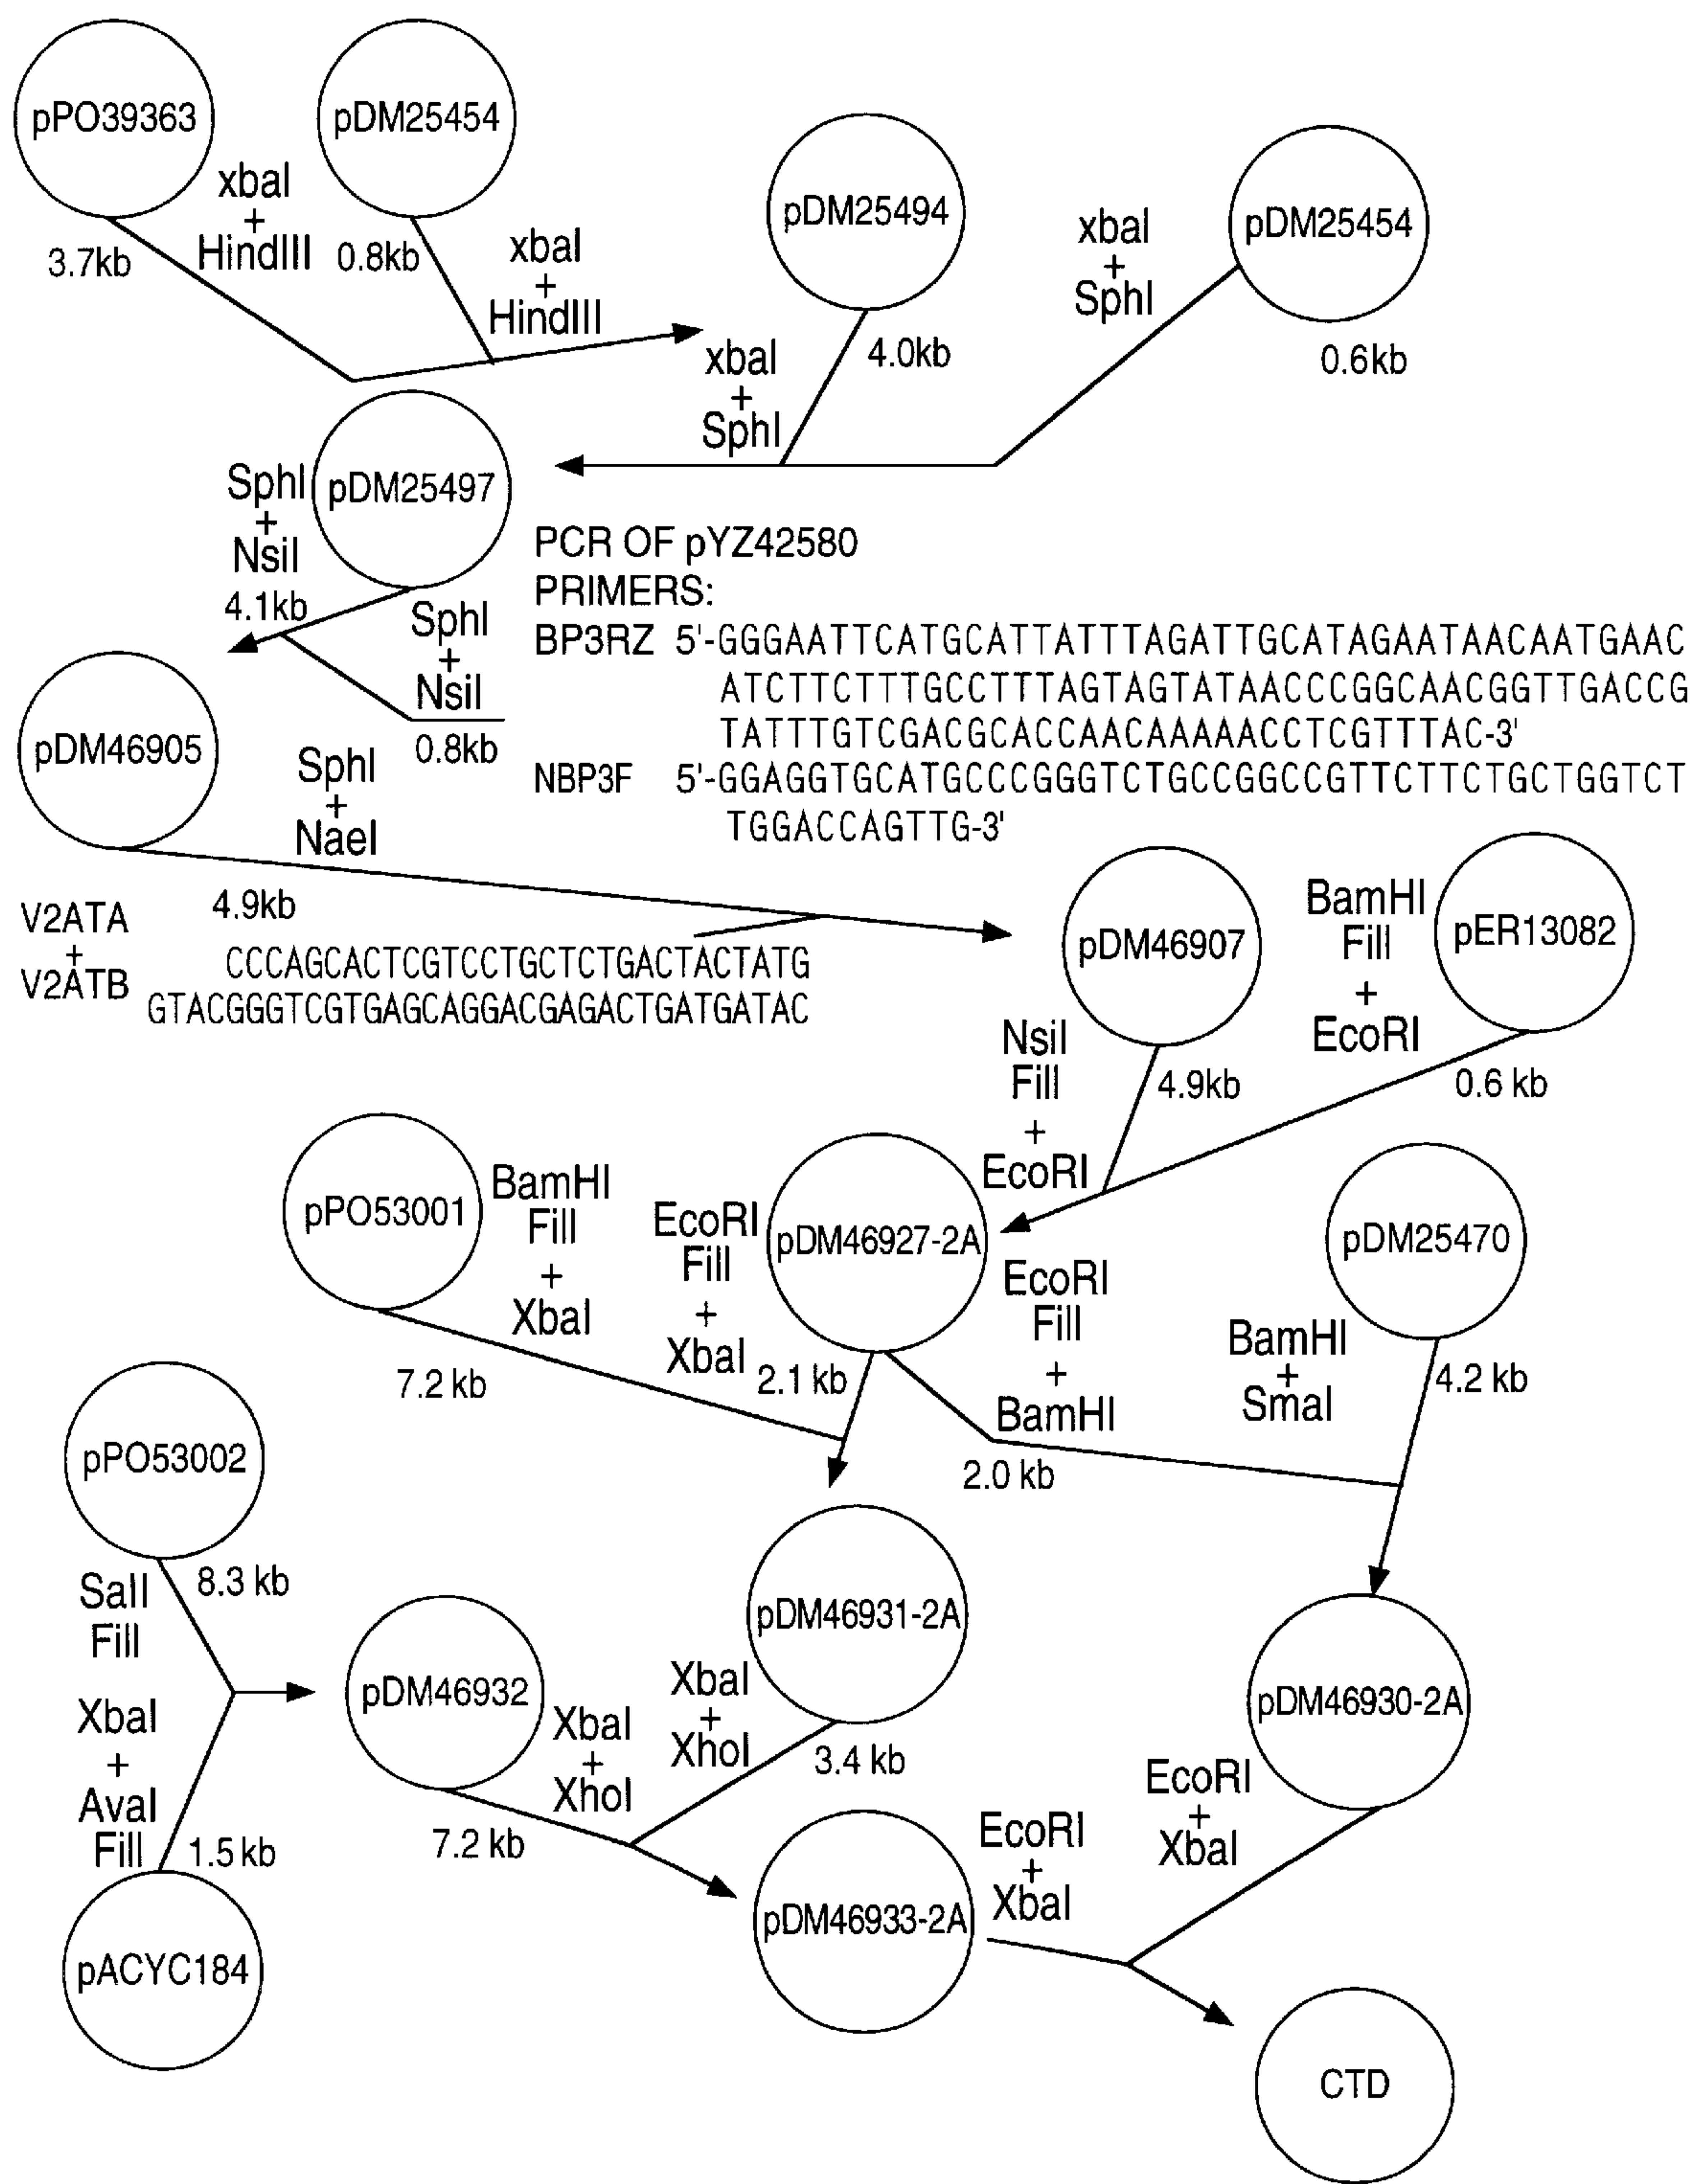 pPO39363
pDM25454
xbaI
+
HindIII
3.7kb
0.8kb
xbaI
+
HindIII
pDM25494
xbaI
+
SphI
pDM25454
4.0kb
0.6kb
xbaI
+
SphI
SphI
+
NsiI
pDM25497
4.1kb
SphI
+
NsiI
0.8kb
PCR OF pYZ42580
PRIMERS:
BP3RZ 5'-GGGAATTCATGCATTATTTAGATTGCATAGAATAACAATGAAC
ATCTTCTTTGCCTTTAGTAGTATAACCCGGCAACGGTTGACCG
TATTTGTCGACGCACCAACAAAAACCTCGTTTAC-3'
NBP3F 5'-GGAGGTGCATGCCCGGGTCTGCCGGCCGTTCTTCTGCTGGTCT
TGGACCAGTTG-3'
pDM46905
SphI
+
NaeI
4.9kb
V2ATA
+
V2ATB
CCCAGCACTCGTCCTGCTCTGACTACTATG
GTACGGGTCGTGAGCAGGACGAGACTGATGATAC
pDM46907
BamHI
Fill
+
EcoRI
pER13082
NsiI
Fill
+
EcoRI
4.9kb
0.6 kb
pPO53001
BamHI
Fill
+
XbaI
EcoRI
Fill
+
XbaI
pDM46927-2A
EcoRI
Fill
+
BamHI
pDM25470
BamHI
+
SmaI
7.2 kb
2.1 kb
2.0 kb
4.2 kb
pPO53002
SalI
Fill
8.3 kb
XbaI
+
AvaI
Fill
1.5 kb
pACYC184
pDM46932
XbaI
+
XhoI
7.2 kb
pDM46931-2A
XbaI
+
XhoI
3.4 kb
pDM46930-2A
EcoRI
+
XbaI
pDM46933-2A
EcoRI
+
XbaI
CTD